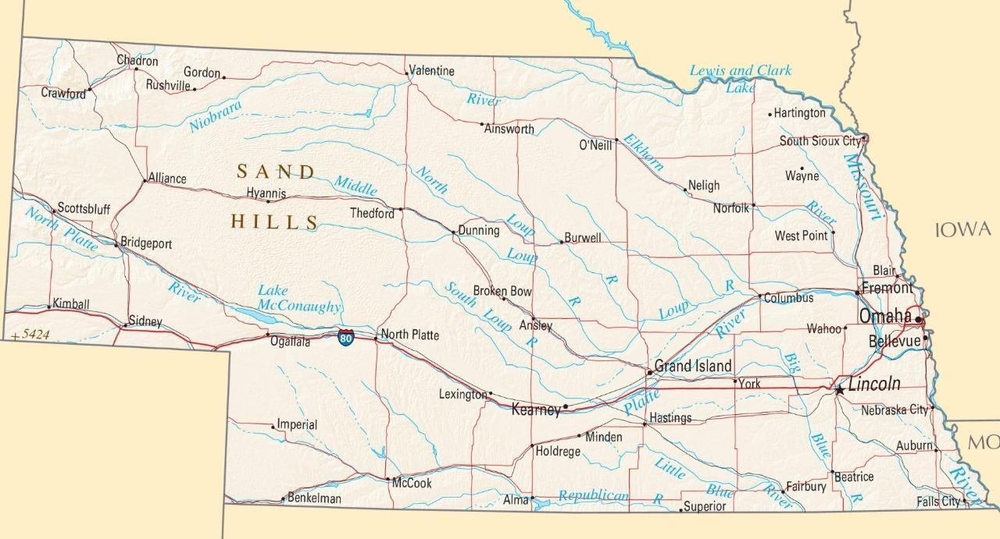 Lewis and Clark
Lake
Chadron
Gordon
Rushville
Crawford
Valentine
Niobrara
River
Ainsworth
Hartington
O'Neill
Elkhorn
South Sioux City
Missouri
Wayne
SAND
HILLS
Alliance
Hyannis
Middle
North
Loup
Thedford
Dunning
Loup
Neligh
Norfolk
River
West Point
Burwell
IOWA
Scottsbluff
North Platte
Bridgeport
River
Lake
McConaughy
South Loup R
Broken Bow
R
R
Loup
R
Columbus
Blair
Fremont
Omaha
Kimball
Sidney
+5424
Ogallala
80
North Platte
Ansley
River
Wahoo
Bellevue
Grand Island
Big
York
Lincoln
Lexington
Kearney
Platte
Hastings
Nebraska City
Imperial
Minden
Holdrege
Blue
Auburn
MO
McCook
Little
Blue
River
Beatrice
Fairbury
R
River
Benkelman
Alma
Republican R
Superior
Falls City